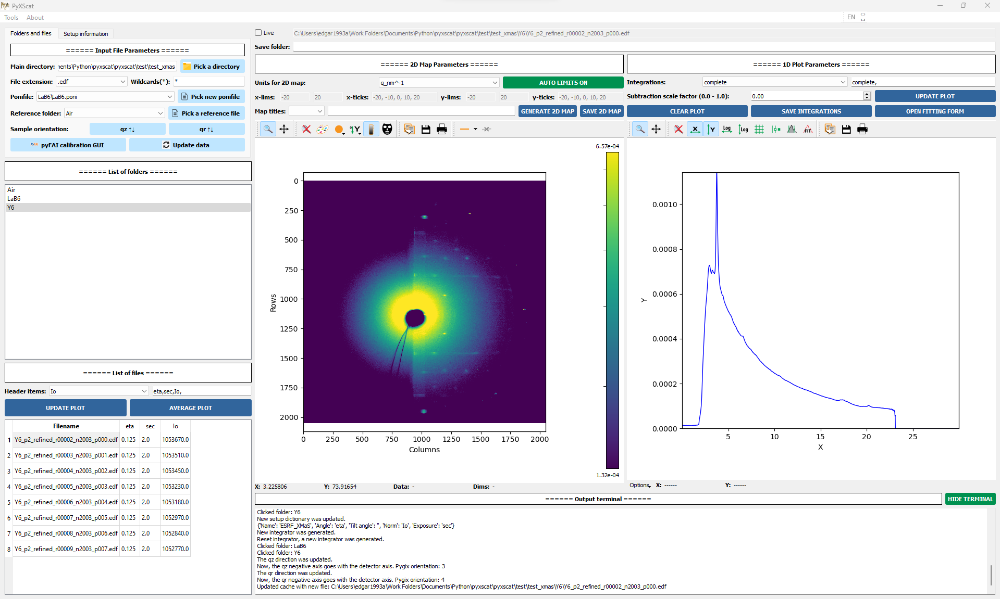 PyXScat
Tools About
EN
Folders and files Setup information
====== Input File Parameters ======
Main directory: nents\Python\pyxscat\pyxscat\test\test_xmas Pick a directory
File extension: .edf Wildcards(*): *
Ponifile: LaB6\LaB6.poni Pick new ponifile
Reference folder: Air Pick a reference file
Sample orientation: qz ↑↓ qr ↑↓
pyFAI calibration GUI Update data
====== List of folders ======
Air
LaB6
Y6
====== List of files ======
Header items: Io eta,sec,Io,
UPDATE PLOT AVERAGE PLOT
Filename eta sec Io
1 Y6_p2_refined_r00002_n2003_p000.edf 0.125 2.0 1053670.0
2 Y6_p2_refined_r00003_n2003_p001.edf 0.125 2.0 1053510.0
3 Y6_p2_refined_r00004_n2003_p002.edf 0.125 2.0 1053450.0
4 Y6_p2_refined_r00005_n2003_p003.edf 0.125 2.0 1053230.0
5 Y6_p2_refined_r00006_n2003_p004.edf 0.125 2.0 1053180.0
6 Y6_p2_refined_r00007_n2003_p005.edf 0.125 2.0 1052970.0
7 Y6_p2_refined_r00008_n2003_p006.edf 0.125 2.0 1052840.0
8 Y6_p2_refined_r00009_n2003_p007.edf 0.125 2.0 1052770.0
Live C:\Users\edgar1993a\Work Folders\Documents\Python\pyxscat\pyxscat\test\test_xmas\Y6\Y6_p2_refined_r00002_n2003_p000.edf
Save folder:
====== 2D Map Parameters ======
Units for 2D map: q_nm^-1 AUTO LIMITS ON
x-lims: -20 20 x-ticks: -20, -10, 0, 10, 20 y-lims: -20 20 y-ticks: -20, -10, 0, 10, 20
Map titles: GENERATE 2D MAP SAVE 2D MAP
6.57e-04
0
250
500
750
1000
1250
1500
1750
2000
Rows
0 250 500 750 1000 1250 1500 1750 2000
Columns
1.32e-04
X: 3.225806 Y: 73.91654 Data: - Dims: -
====== 1D Plot Parameters ======
Integrations: complete complete,
Subtraction scale factor (0.0 - 1.0): 0.00 UPDATE PLOT
CLEAR PLOT SAVE INTEGRATIONS OPEN FITTING FORM
X Y Log Log FIT
0.0010
0.0008
0.0006
0.0004
0.0002
0.0000
Y
5 10 15 20 25
X
Options X: ------ Y: ------
====== Output terminal ====== HIDE TERMINAL
Clicked folder: Y6
New setup dictionary was updated.
{'Name': 'ESRF_XMaS', 'Angle': 'eta', 'Tilt angle': '', 'Norm': 'Io', 'Exposure': 'sec'}
New integrator was generated.
Reset integrator, a new integrator was generated.
Clicked folder: LaB6
Clicked folder: Y6
The qz direction was updated.
Now, the qz negative axis goes with the detector axis. Pygix orientation: 3
The qr direction was updated.
Now, the qr negative axis goes with the detector axis. Pygix orientation: 4
Updated cache with new file: C:\Users\edgar1993a\Work Folders\Documents\Python\pyxscat\pyxscat\test\test_xmas\Y6\Y6_p2_refined_r00002_n2003_p000.edf